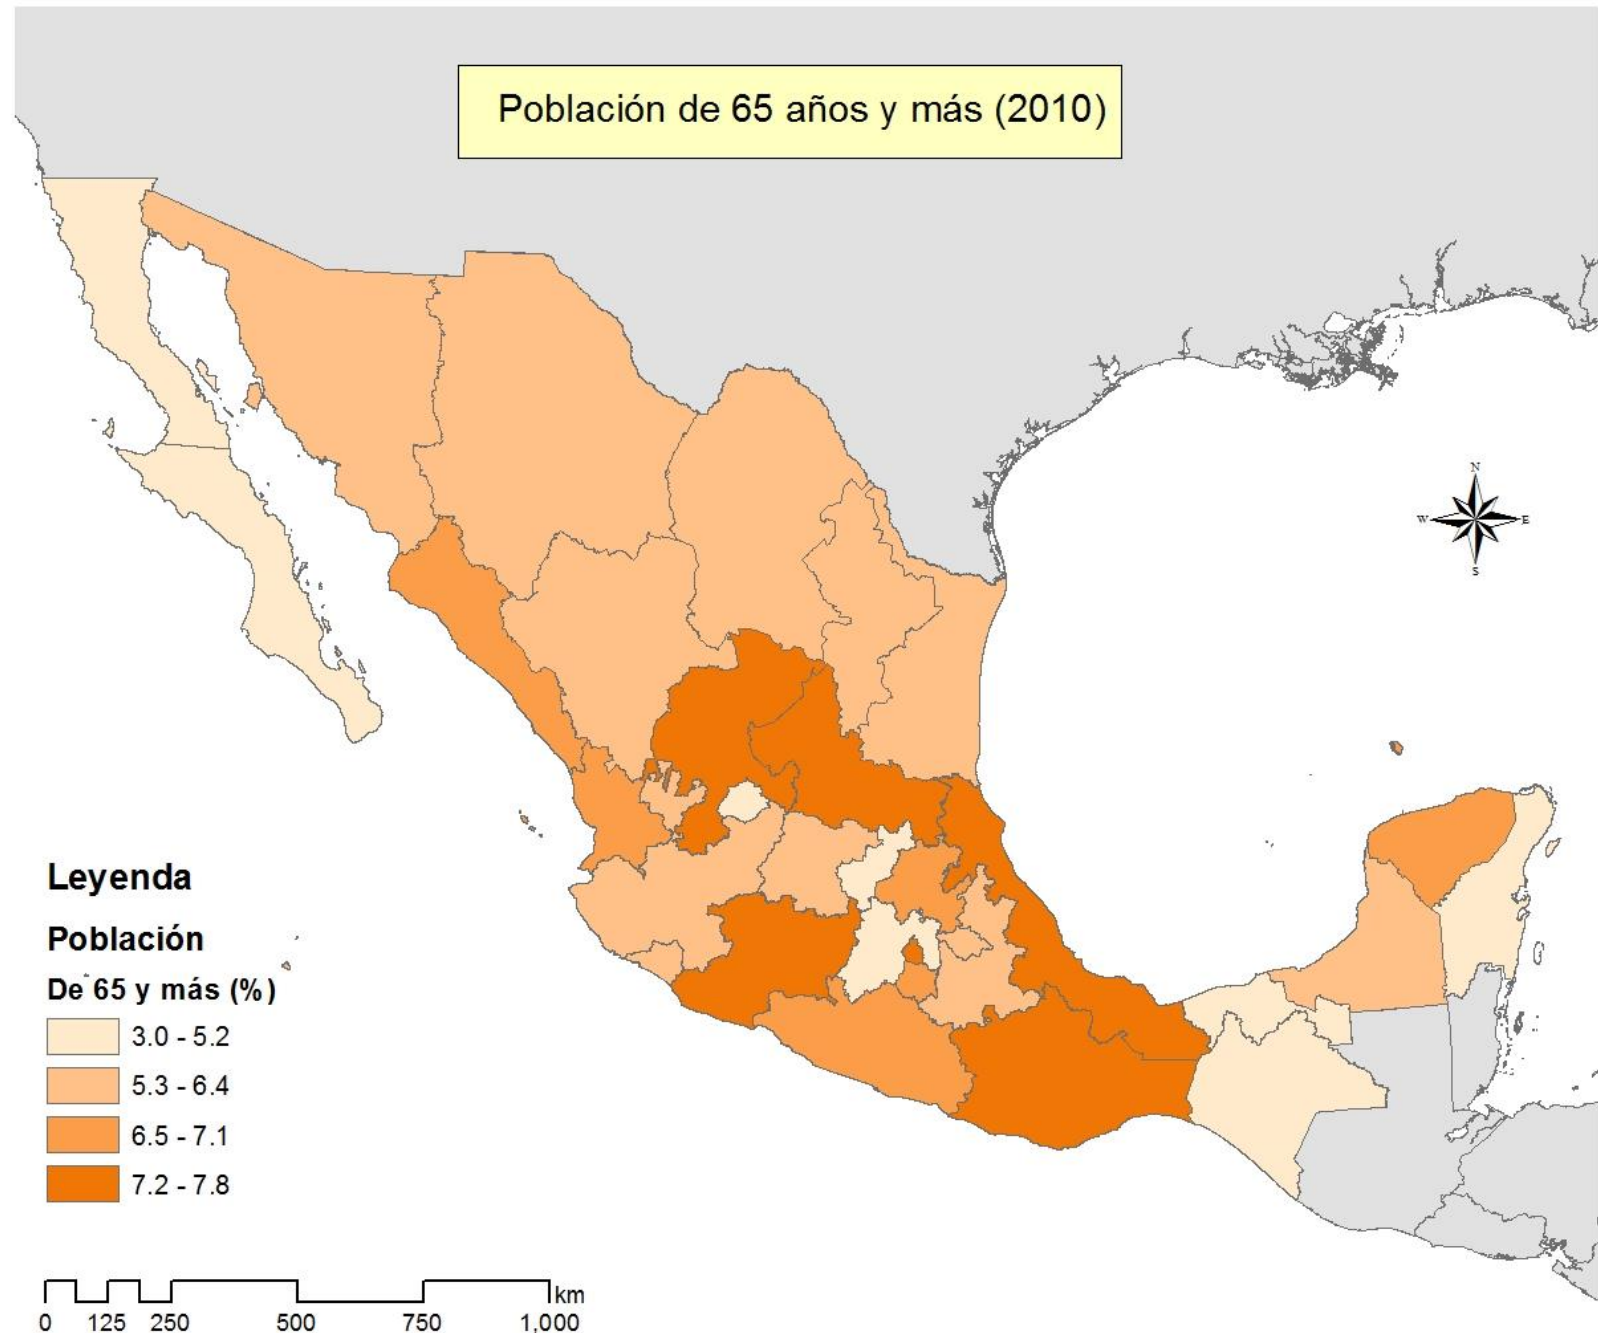 Población de 65 años y más (2010)
N
W E
S
Leyenda
Población
De 65 y más (%)
3.0 - 5.2
5.3 - 6.4
6.5 - 7.1
7.2 - 7.8
km
0 125 250 500 750 1,000